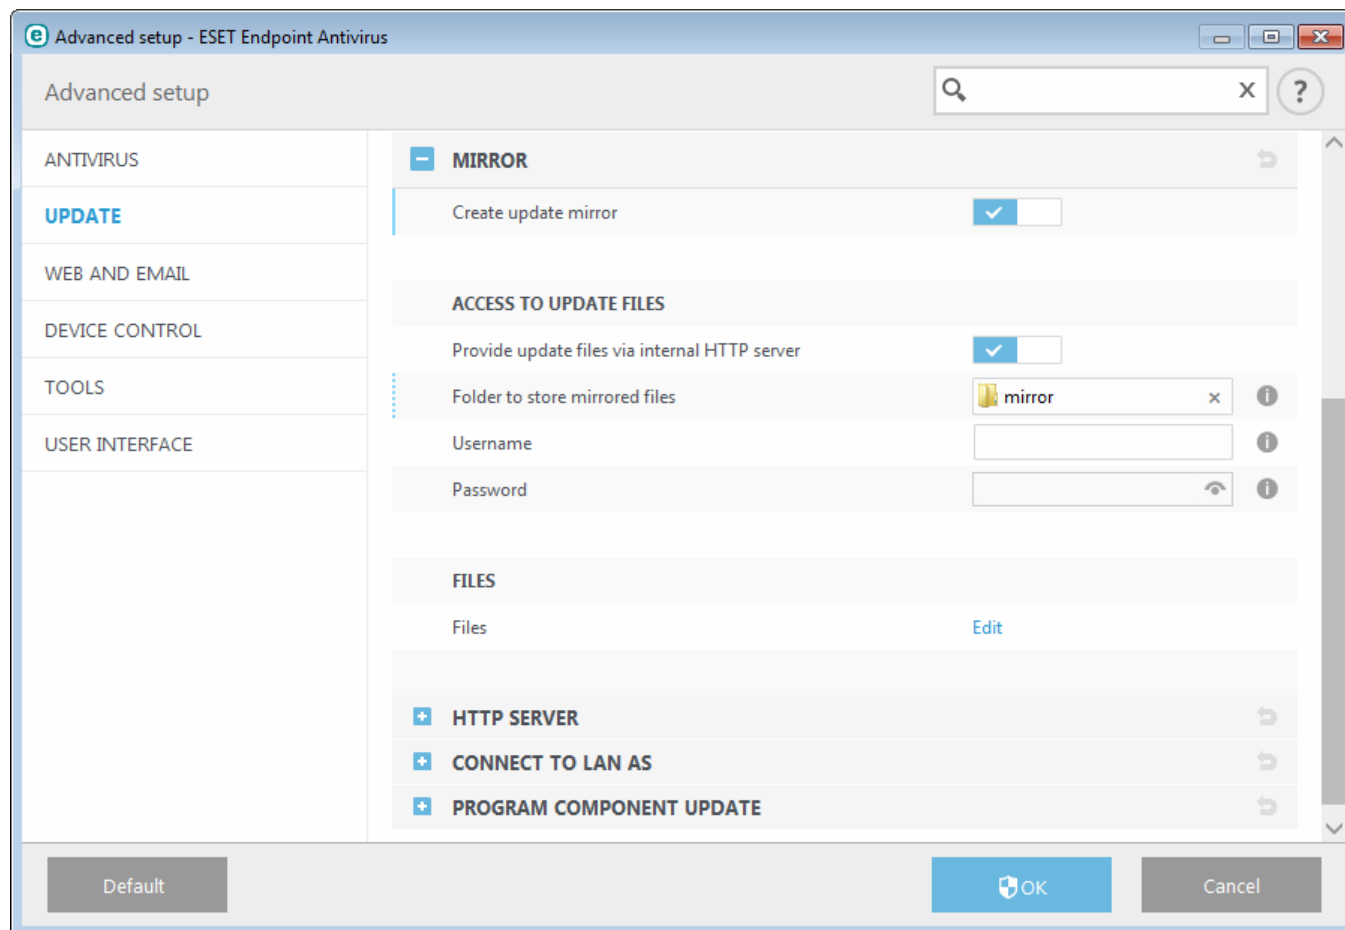 Advanced setup - ESET Endpoint Antivirus
Advanced setup
x
?
ANTIVIRUS
UPDATE
WEB AND EMAIL
DEVICE CONTROL
TOOLS
USER INTERFACE
MIRROR
Create update mirror
ACCESS TO UPDATE FILES
Provide update files via internal HTTP server
Folder to store mirrored files
mirror
Username
Password
FILES
Files
Edit
HTTP SERVER
CONNECT TO LAN AS
PROGRAM COMPONENT UPDATE
Default
OK
Cancel